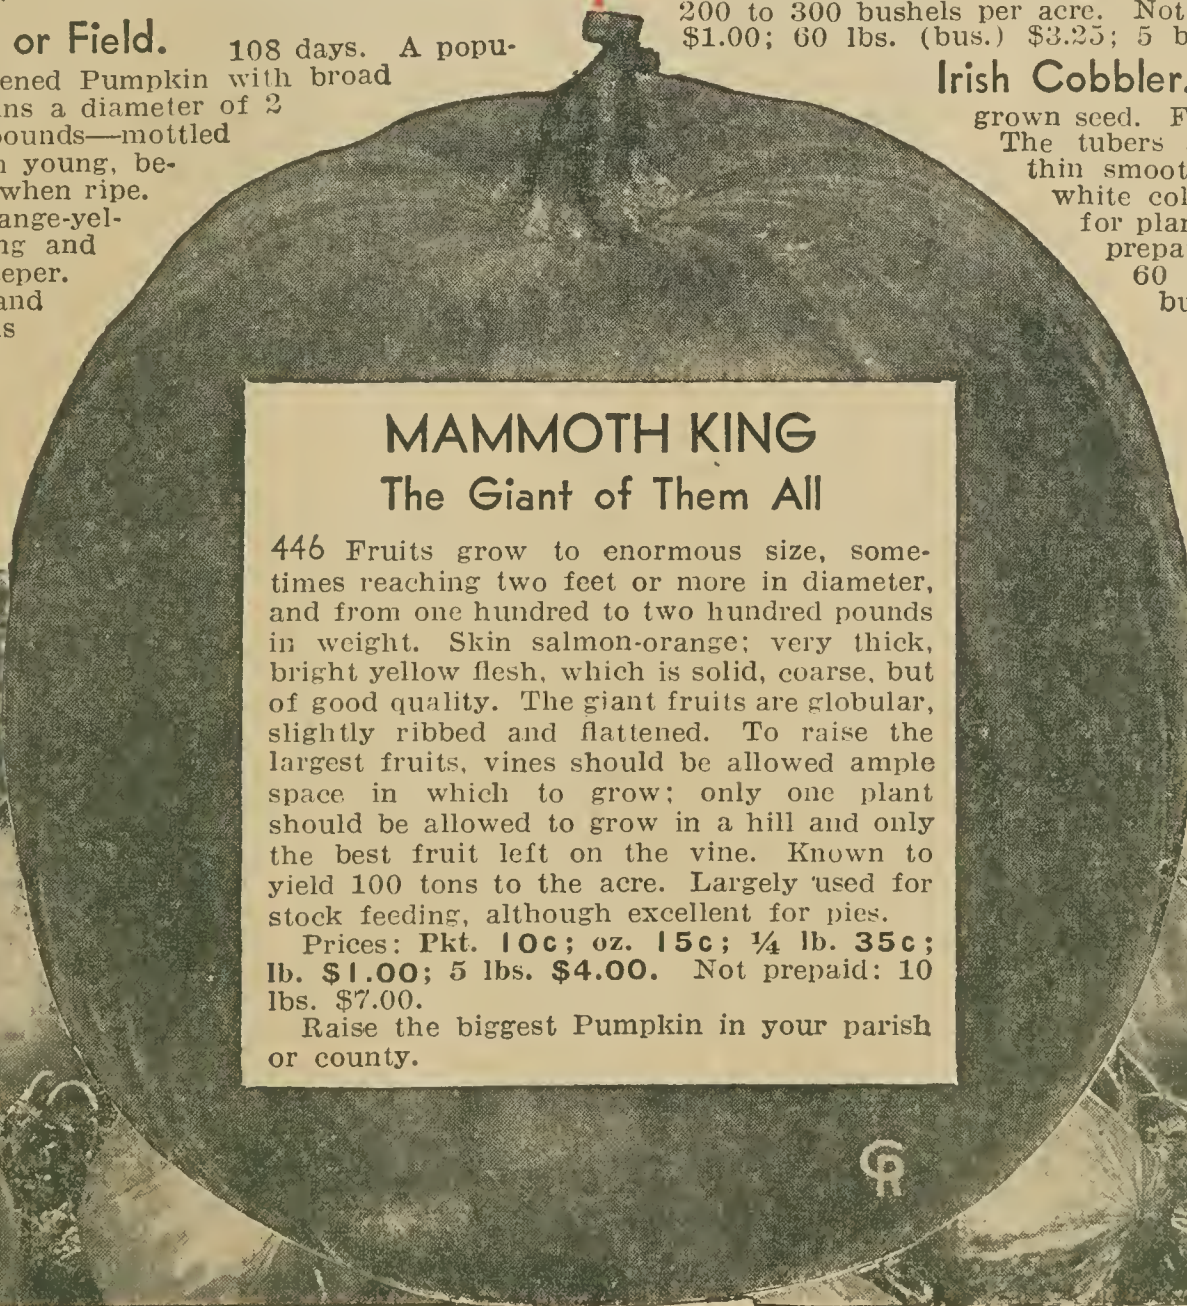 or Field. 108 days. A popu-
ened Pumpkin with broad
ns a diameter of 2
pounds—mottled
young, be-
when ripe.
ange-yel-
ng and
eeper.
and
s
200 to 300 bushels per acre. Not
$1.00; 60 lbs. (bus.) $3.25; 5 b
Irish Cobbler.
grown seed. F
The tubers
thin smoot
white col
for plan
prepa
60
bu
MAMMOTH KING
The Giant of Them All
446 Fruits grow to enormous size, some-
times reaching two feet or more in diameter,
and from one hundred to two hundred pounds
in weight. Skin salmon-orange; very thick,
bright yellow flesh, which is solid, coarse, but
of good quality. The giant fruits are globular,
slightly ribbed and flattened. To raise the
largest fruits, vines should be allowed ample
space in which to grow; only one plant
should be allowed to grow in a hill and only
the best fruit left on the vine. Known to
yield 100 tons to the acre. Largely used for
stock feeding, although excellent for pies.
Prices: Pkt. 10c; oz. 15c; ¼ lb. 35c;
lb. $1.00; 5 lbs. $4.00. Not prepaid: 10
lbs. $7.00.
Raise the biggest Pumpkin in your parish
or county.